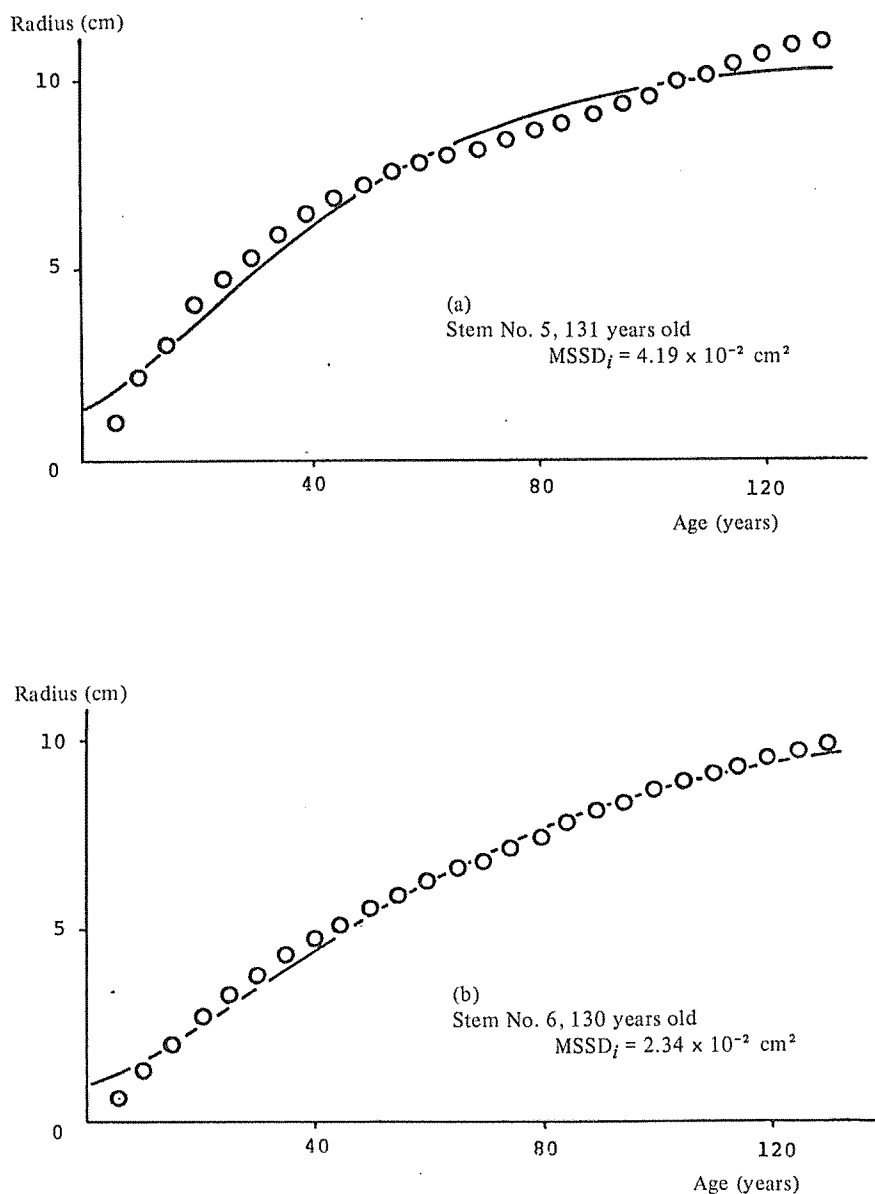 Radius (cm)
10
5
0
40
80
120
Age (years)
(a)
Stem No. 5, 131 years old
MSSDᵢ = 4.19 × 10⁻² cm²
Radius (cm)
10
5
0
40
80
120
Age (years)
(b)
Stem No. 6, 130 years old
MSSDᵢ = 2.34 × 10⁻² cm²